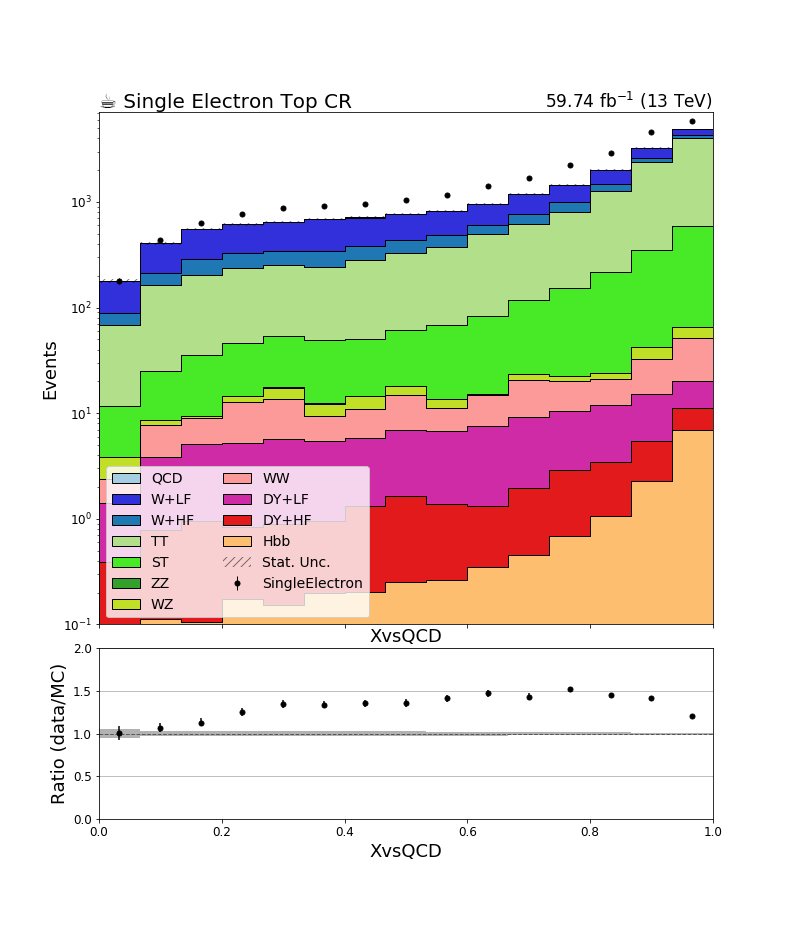 ☕ Single Electron Top CR 59.74 fb⁻¹ (13 TeV)
Events
10³
10²
10¹
10⁰
10⁻¹
QCD WW
W+LF DY+LF
W+HF DY+HF
TT Hbb
ST Stat. Unc.
ZZ SingleElectron
WZ
XvsQCD
Ratio (data/MC)
2.0
1.5
1.0
0.5
0.0
0.0 0.2 0.4 0.6 0.8 1.0
XvsQCD